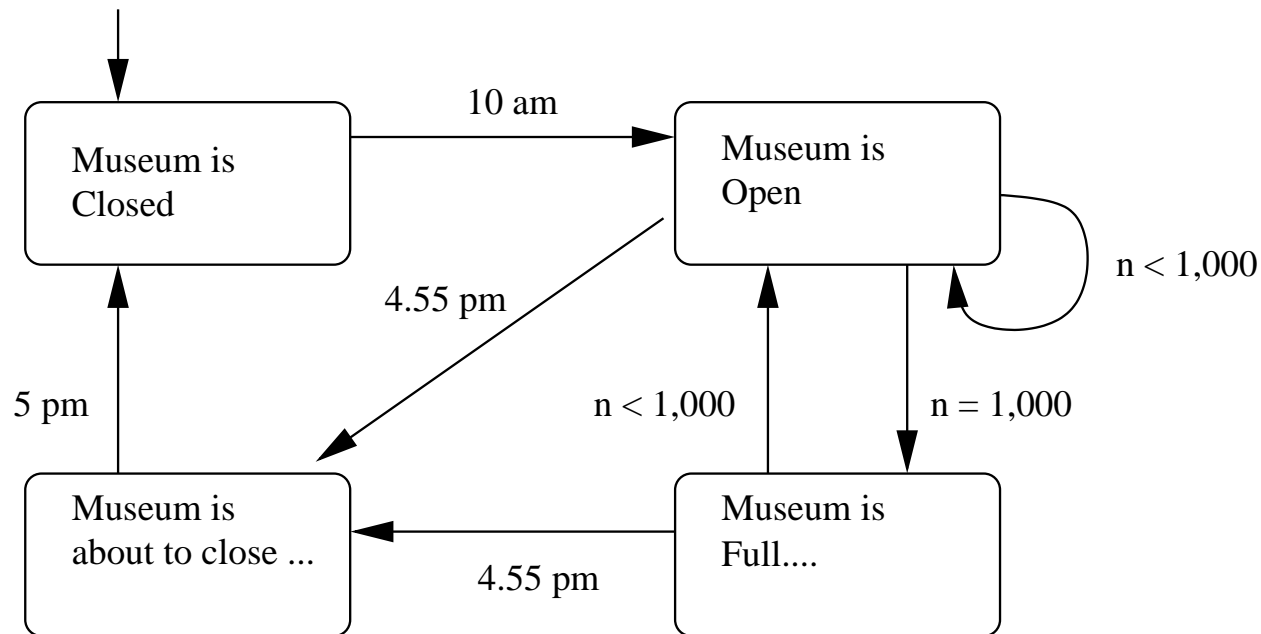 10 am
Museum is
Closed
Museum is
Open
n < 1,000
4.55 pm
5 pm
n < 1,000
n = 1,000
Museum is
about to close ...
Museum is
Full....
4.55 pm